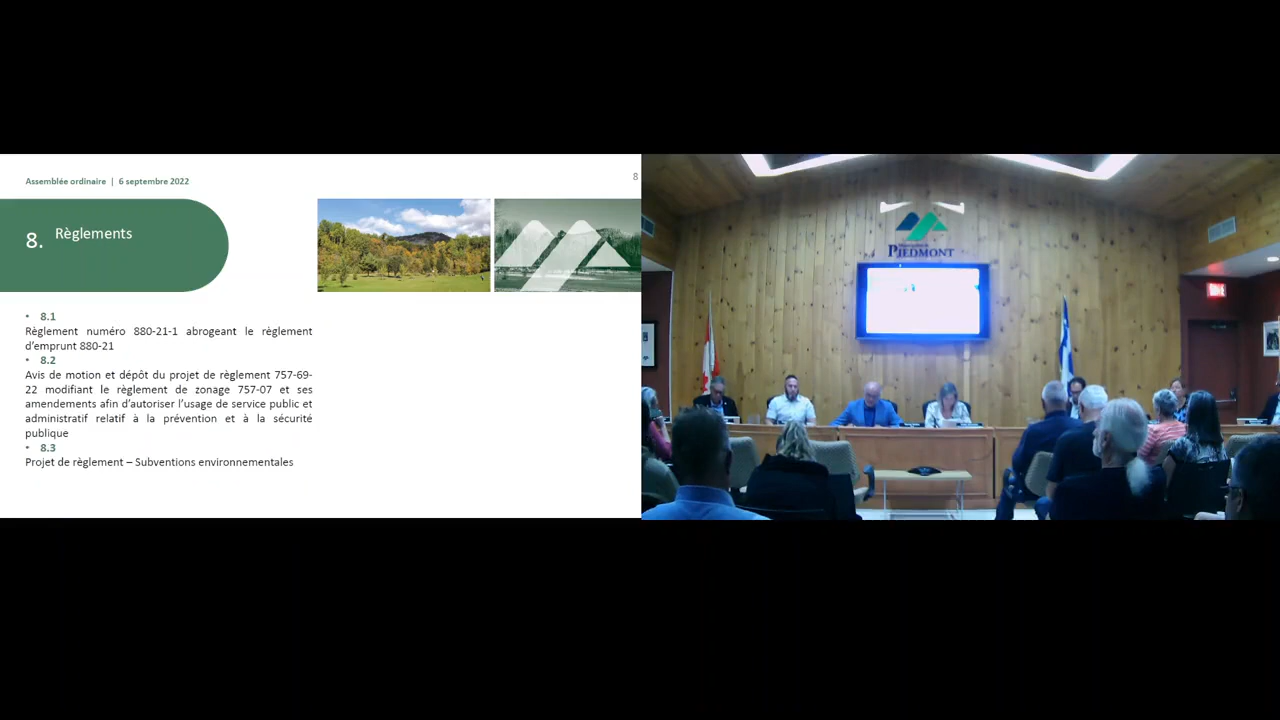 Assemblée ordinaire | 6 septembre 2022
8
8. Règlements
• 8.1
Règlement numéro 880-21-1 abrogeant le règlement
d'emprunt 880-21
• 8.2
Avis de motion et dépôt du projet de règlement 757-69-
22 modifiant le règlement de zonage 757-07 et ses
amendements afin d'autoriser l'usage de service public et
administratif relatif à la prévention et à la sécurité
publique
• 8.3
Projet de règlement – Subventions environnementales
PIEDMONT